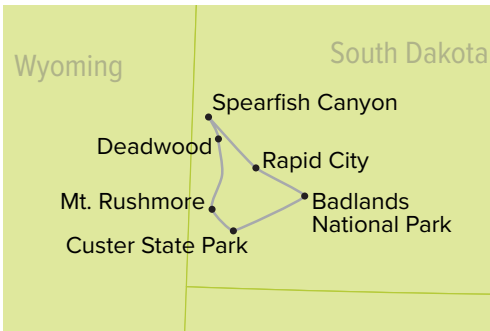 South Dakota
Wyoming
Spearfish Canyon
Deadwood
Rapid City
Mt. Rushmore
Badlands
National Park
Custer State Park